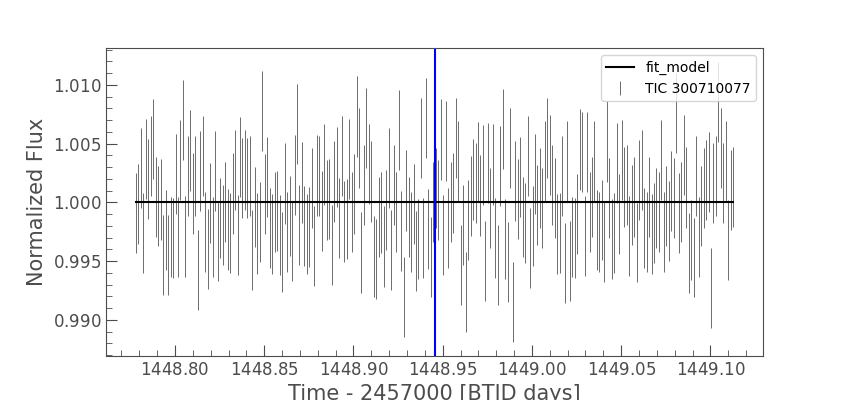 fit_model
TIC 300710077
Normalized Flux
1.010
1.005
1.000
0.995
0.990
1448.80 1448.85 1448.90 1448.95 1449.00 1449.05 1449.10
Time - 2457000 [BTJD days]